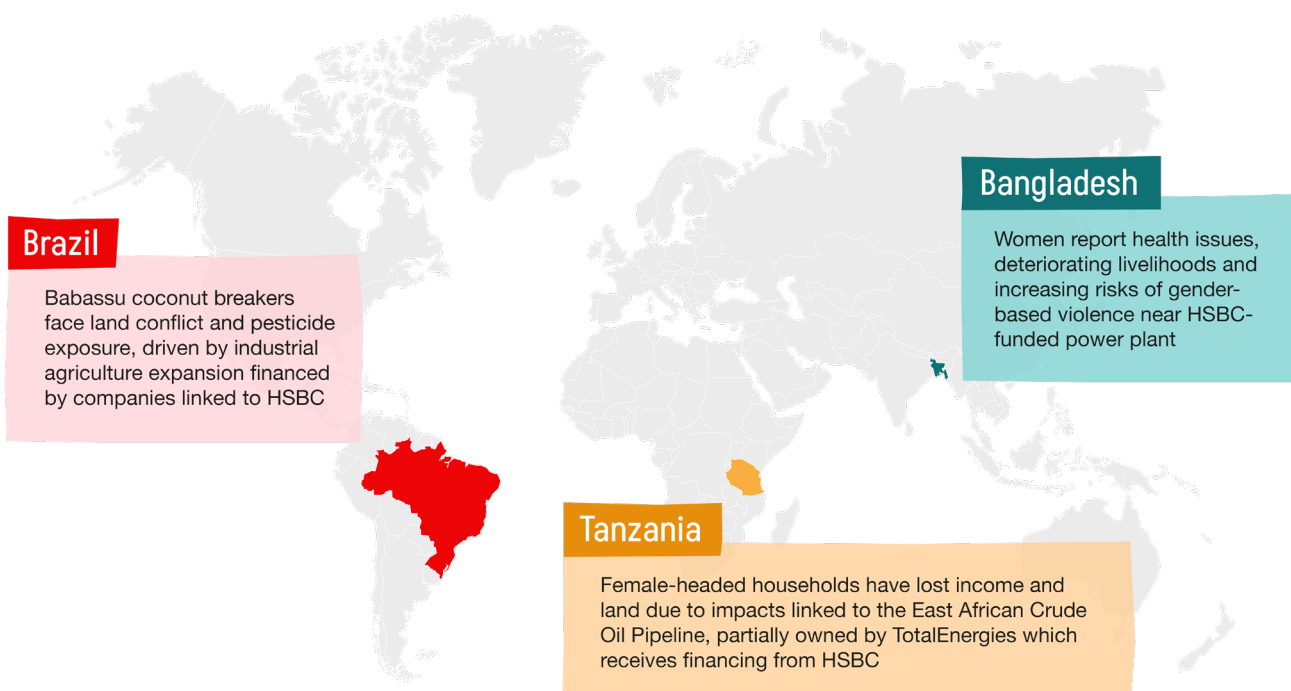 Brazil
Babassu coconut breakers
face land conflict and pesticide
exposure, driven by industrial
agriculture expansion financed
by companies linked to HSBC
Bangladesh
Women report health issues,
deteriorating livelihoods and
increasing risks of gender-
based violence near HSBC-
funded power plant
Tanzania
Female-headed households have lost income and
land due to impacts linked to the East African Crude
Oil Pipeline, partially owned by TotalEnergies which
receives financing from HSBC